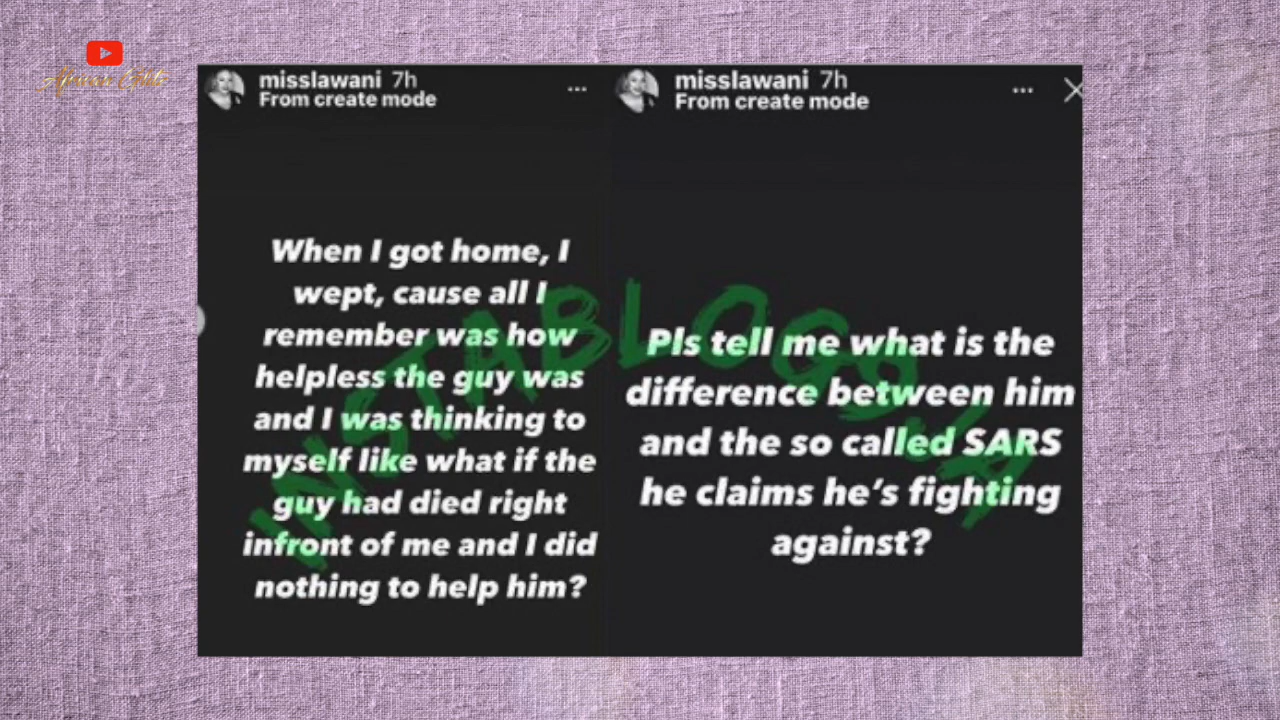 misslawani 7h
From create mode
When I got home, I
wept, cause all I
remember was how
helpless the guy was
and I was thinking to
myself like what if the
guy had died right
infront of me and I did
nothing to help him?
misslawani 7h
From create mode
Pls tell me what is the
difference between him
and the so called SARS
he claims he's fighting
against?
INSTABLOG9JA